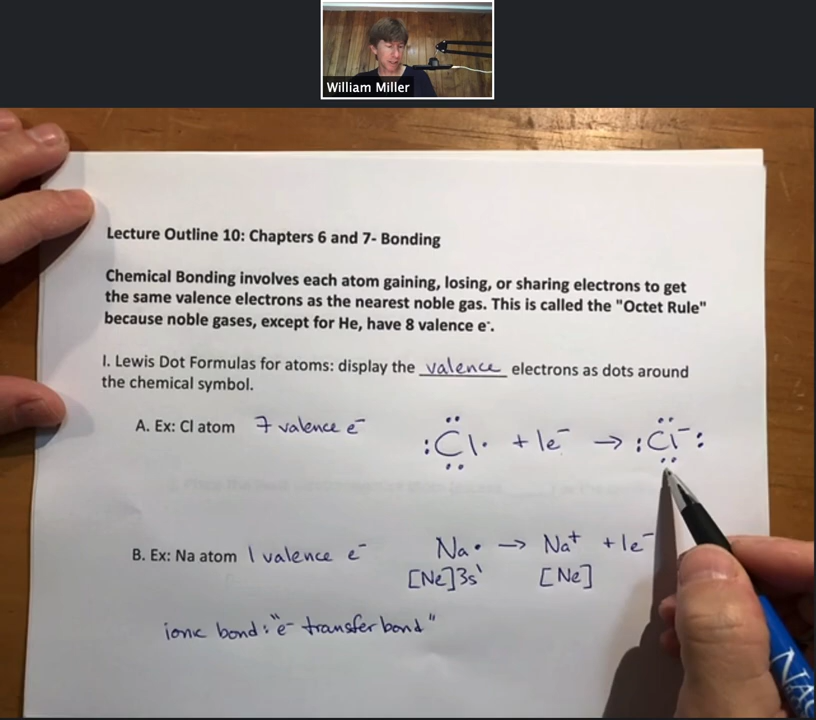 William Miller
Lecture Outline 10: Chapters 6 and 7- Bonding
Chemical Bonding involves each atom gaining, losing, or sharing electrons to get
the same valence electrons as the nearest noble gas. This is called the "Octet Rule"
because noble gases, except for He, have 8 valence e⁻.
I. Lewis Dot Formulas for atoms: display the valence electrons as dots around
the chemical symbol.
A. Ex: Cl atom 7 valence e⁻ :C̈l· + 1e⁻ → :C̈l⁻:
B. Ex: Na atom 1 valence e⁻ Na· → Na⁺ + 1e⁻
[Ne]3s¹ [Ne]
ionic bond: "e⁻ transfer bond"